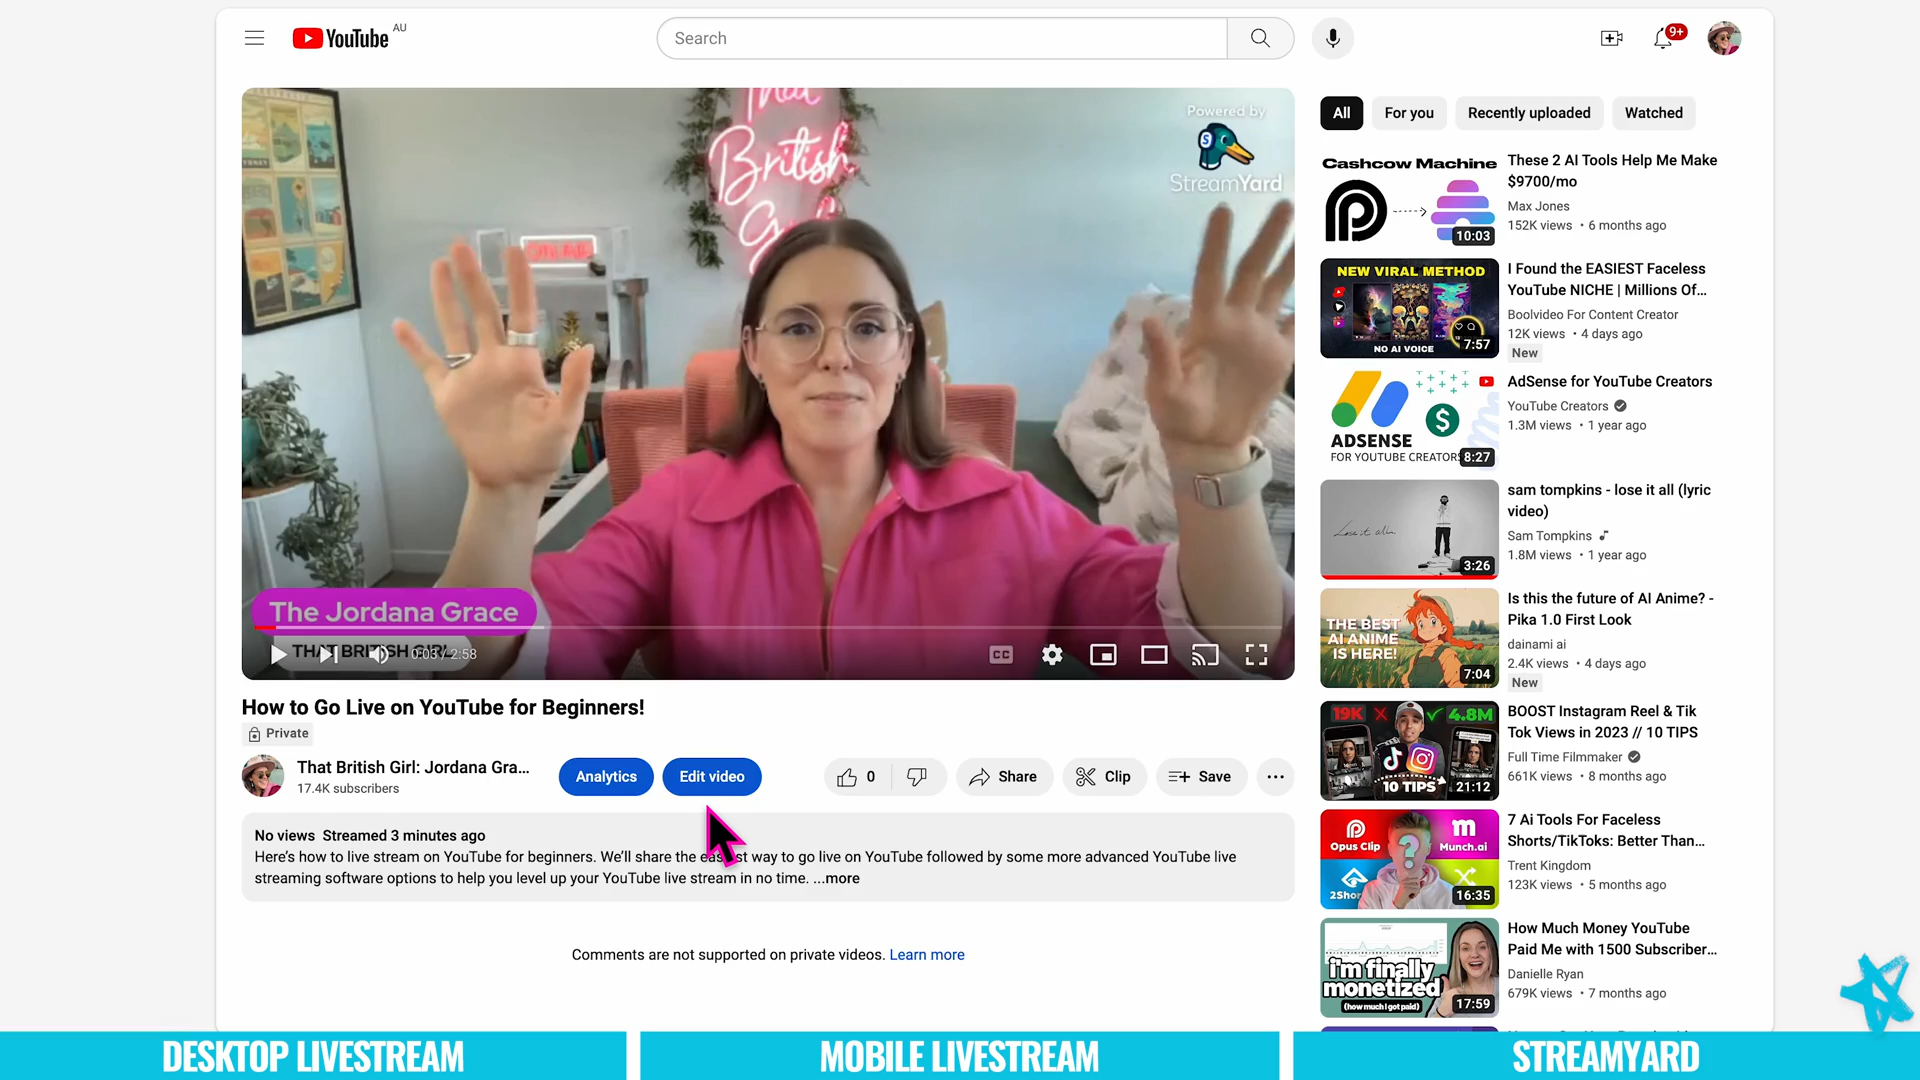 YouTube AU
Search
9+
That
British
Girl
ON AIR
Powered by
StreamYard
The Jordana Grace
THAT BRITISH GIRL
0:03 / 2:58
CC
How to Go Live on YouTube for Beginners!
Private
That British Girl: Jordana Gra...
17.4K subscribers
Analytics
Edit video
0
Share
Clip
Save
No views Streamed 3 minutes ago
Here's how to live stream on YouTube for beginners. We'll share the easiest way to go live on YouTube followed by some more advanced YouTube live
streaming software options to help you level up your YouTube live stream in no time. ...more
Comments are not supported on private videos. Learn more
All
For you
Recently uploaded
Watched
Cashcow Machine
10:03
These 2 AI Tools Help Me Make
$9700/mo
Max Jones
152K views • 6 months ago
NEW VIRAL METHOD
NO AI VOICE
7:57
I Found the EASIEST Faceless
YouTube NICHE | Millions Of...
Boolvideo For Content Creator
12K views • 4 days ago
New
ADSENSE
FOR YOUTUBE CREATORS
8:27
AdSense for YouTube Creators
YouTube Creators
1.3M views • 1 year ago
Lose it all
3:26
sam tompkins - lose it all (lyric
video)
Sam Tompkins
1.8M views • 1 year ago
THE BEST
AI ANIME
IS HERE!
7:04
Is this the future of AI Anime? -
Pika 1.0 First Look
dainami ai
2.4K views • 4 days ago
New
19K
4.8M
10 TIPS
21:12
BOOST Instagram Reel & Tik
Tok Views in 2023 // 10 TIPS
Full Time Filmmaker
661K views • 8 months ago
Opus Clip
Munch.ai
2Shor
16:35
7 Ai Tools For Faceless
Shorts/TikToks: Better Than...
Trent Kingdom
123K views • 5 months ago
i'm finally
monetized
(how much I got paid)
17:59
How Much Money YouTube
Paid Me with 1500 Subscriber...
Danielle Ryan
679K views • 7 months ago
DESKTOP LIVESTREAM
MOBILE LIVESTREAM
STREAMYARD